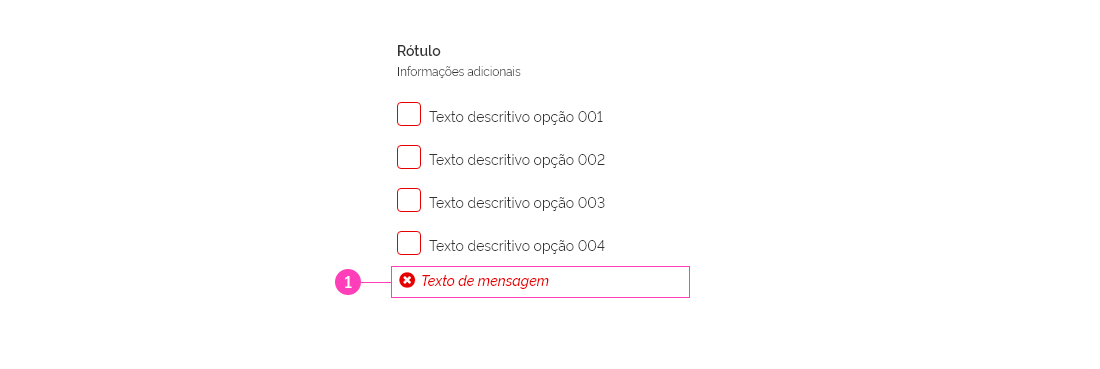 Rótulo
Informações adicionais
Texto descritivo opção 001
Texto descritivo opção 002
Texto descritivo opção 003
Texto descritivo opção 004
1 Texto de mensagem